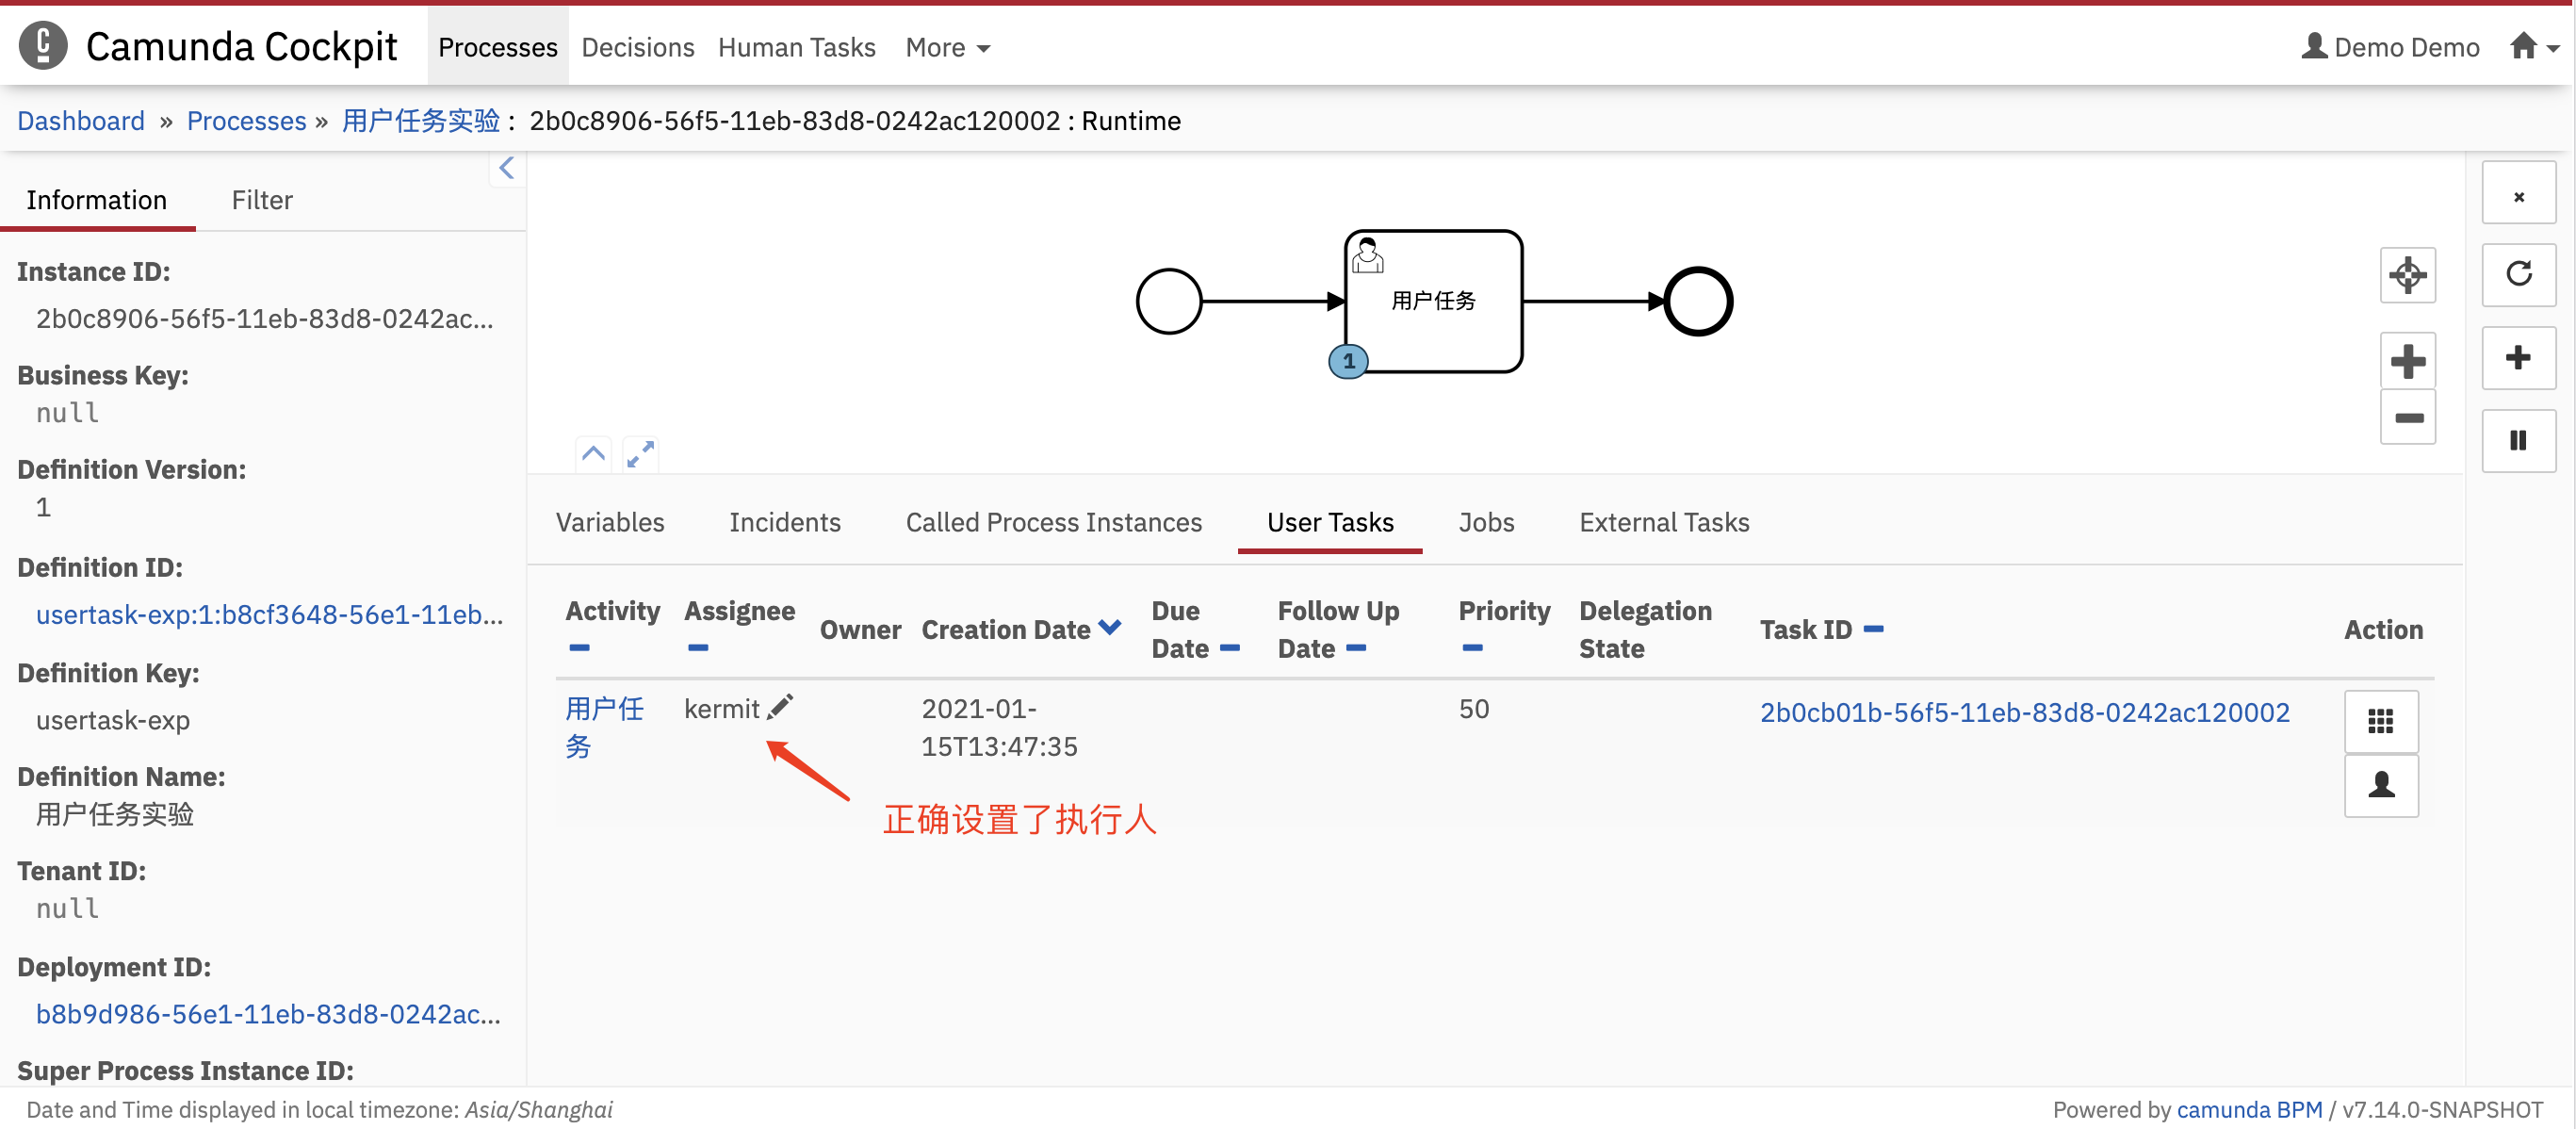 Camunda Cockpit Processes Decisions Human Tasks More Demo Demo
Dashboard » Processes » 用户任务实验 : 2b0c8906-56f5-11eb-83d8-0242ac120002 : Runtime
Information Filter
Instance ID:
2b0c8906-56f5-11eb-83d8-0242ac...
Business Key:
null
Definition Version:
1
Definition ID:
usertask-exp:1:b8cf3648-56e1-11eb...
Definition Key:
usertask-exp
Definition Name:
用户任务实验
Tenant ID:
null
Deployment ID:
b8b9d986-56e1-11eb-83d8-0242ac...
Super Process Instance ID:
用户任务
1
Variables Incidents Called Process Instances User Tasks Jobs External Tasks
Activity Assignee Owner Creation Date Due Date Follow Up Date Priority Delegation State Task ID Action
用户任务 kermit 2021-01-15T13:47:35 50 2b0cb01b-56f5-11eb-83d8-0242ac120002
正确设置了执行人
Date and Time displayed in local timezone: Asia/Shanghai
Powered by camunda BPM / v7.14.0-SNAPSHOT